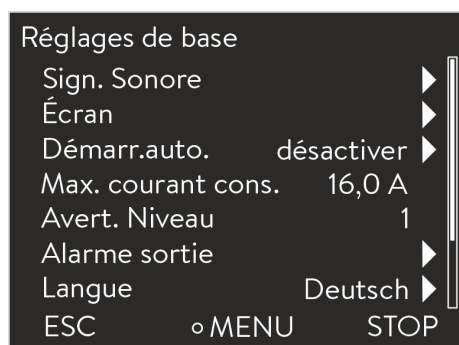 Réglages de base
Sign. Sonore
Écran
Démarr.auto. désactiver
Max. courant cons. 16,0 A
Avert. Niveau 1
Alarme sortie
Langue Deutsch
ESC MENU STOP